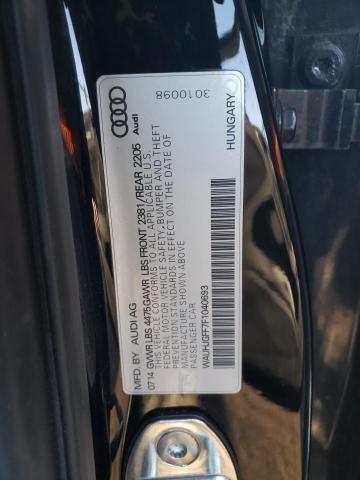 3010098
Audi
MFD. BY AUDI AG
HUNGARY
07 14 GVWR LBS 4475 GAWR LBS FRONT 2381/REAR 2205
THIS VEHICLE CONFORMS TO ALL APPLICABLE U.S.
FEDERAL MOTOR VEHICLE SAFETY, BUMPER AND THEFT
PREVENTION STANDARDS IN EFFECT ON THE DATE OF
MANUFACTURE SHOWN ABOVE.
PASSENGER CAR
WAUHJGFF7F1040693